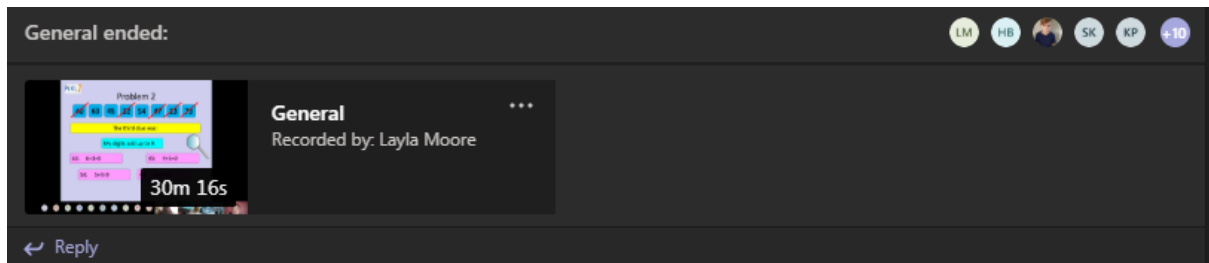 General ended:
LM HB SK KP +10
Problem 2
The third clue was:
My digits add up to 9
General
Recorded by: Layla Moore
30m 16s
Reply